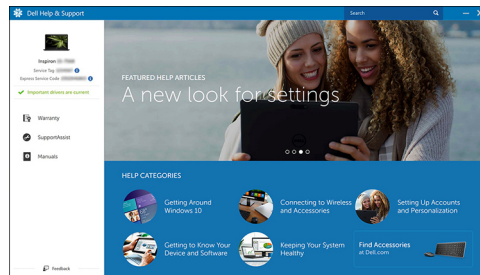 Dell Help & Support
Search
Inspiron
Service Tag
Express Service Code
Important drivers are current
Warranty
SupportAssist
Manuals
Feedback
FEATURED HELP ARTICLES
A new look for settings
HELP CATEGORIES
Getting Around
Windows 10
Connecting to Wireless
and Accessories
Setting Up Accounts
and Personalization
Getting to Know Your
Device and Software
Keeping Your System
Healthy
Find Accessories
at Dell.com